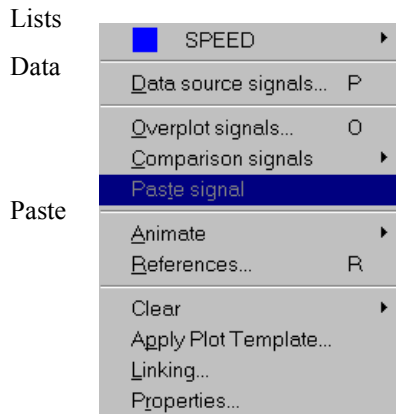 Lists
SPEED
Data
Data source signals... P
Overplot signals... O
Comparison signals
Paste signal
Paste
Animate
References... R
Clear
Apply Plot Template...
Linking...
Properties...